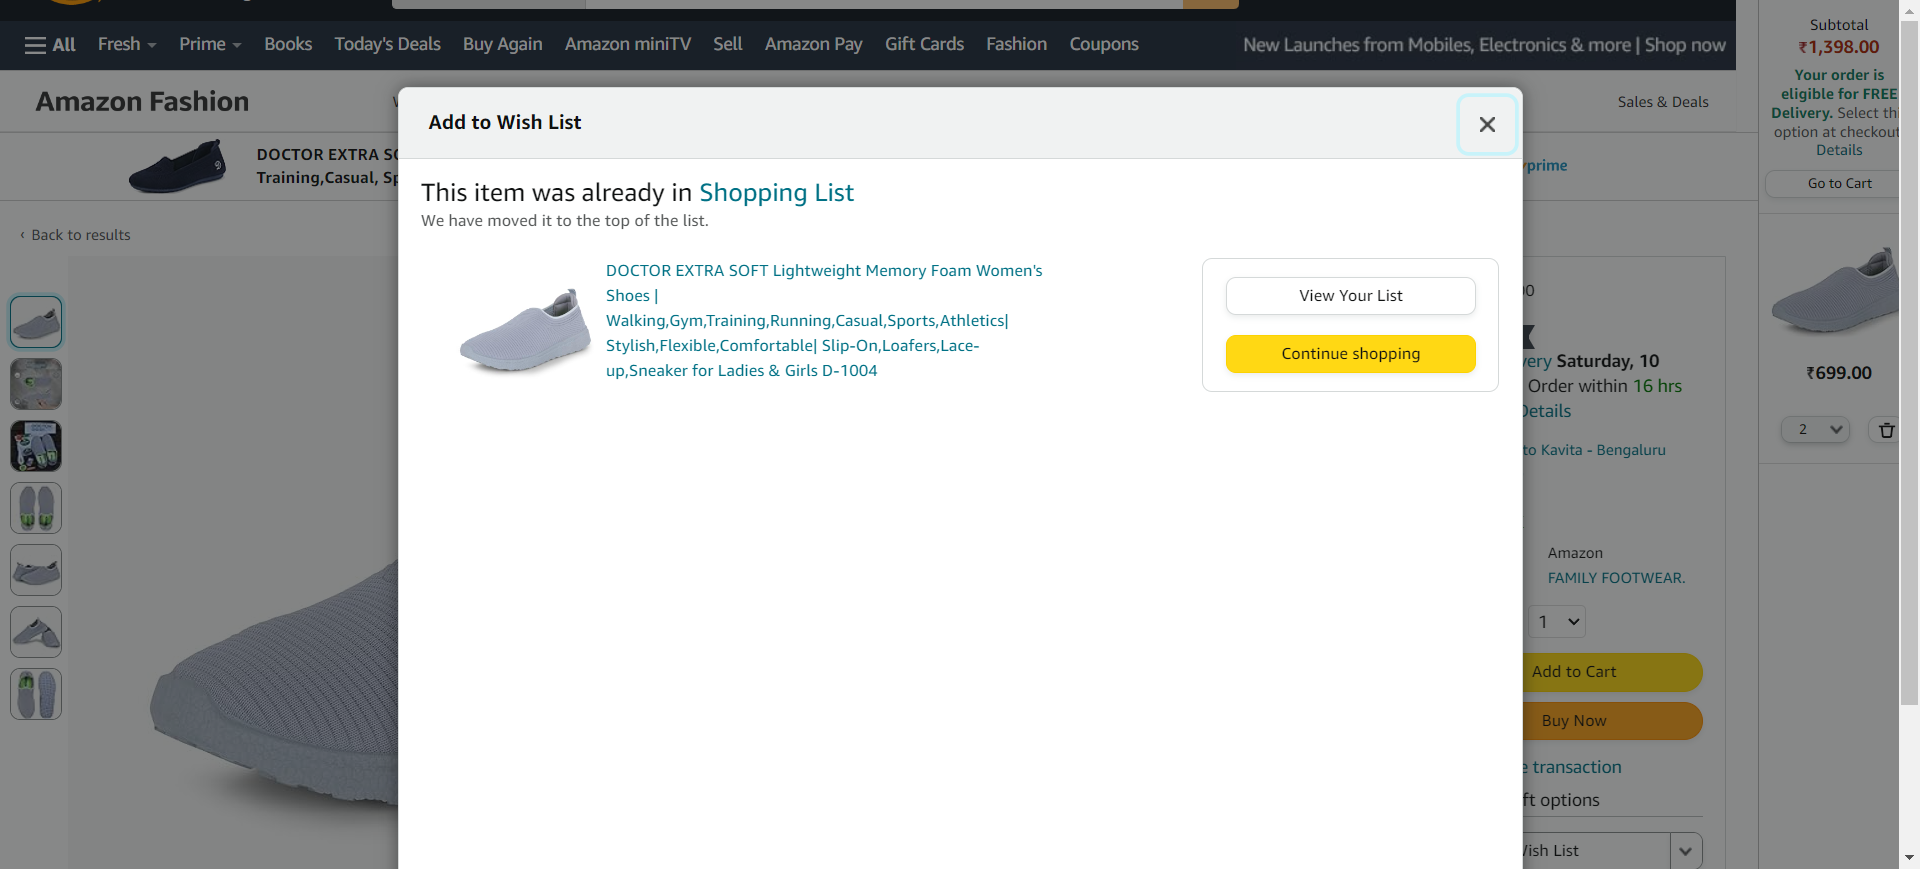 All
Fresh
Prime
Books
Today's Deals
Buy Again
Amazon miniTV
Sell
Amazon Pay
Gift Cards
Fashion
Coupons
New Launches from Mobiles, Electronics & more | Shop now
Amazon Fashion
Sales & Deals
DOCTOR EXTRA SO
Training,Casual, Sp
prime
‹ Back to results
Add to Wish List
This item was already in Shopping List
We have moved it to the top of the list.
DOCTOR EXTRA SOFT Lightweight Memory Foam Women's
Shoes |
Walking,Gym,Training,Running,Casual,Sports,Athletics|
Stylish,Flexible,Comfortable| Slip-On,Loafers,Lace-
up,Sneaker for Ladies & Girls D-1004
View Your List
Continue shopping
very Saturday, 10
Order within 16 hrs
Details
to Kavita - Bengaluru
Amazon
FAMILY FOOTWEAR.
1
Add to Cart
Buy Now
e transaction
ft options
Wish List
Subtotal
₹1,398.00
Your order is
eligible for FREE
Delivery. Select thi
option at checkout
Details
Go to Cart
₹699.00
2